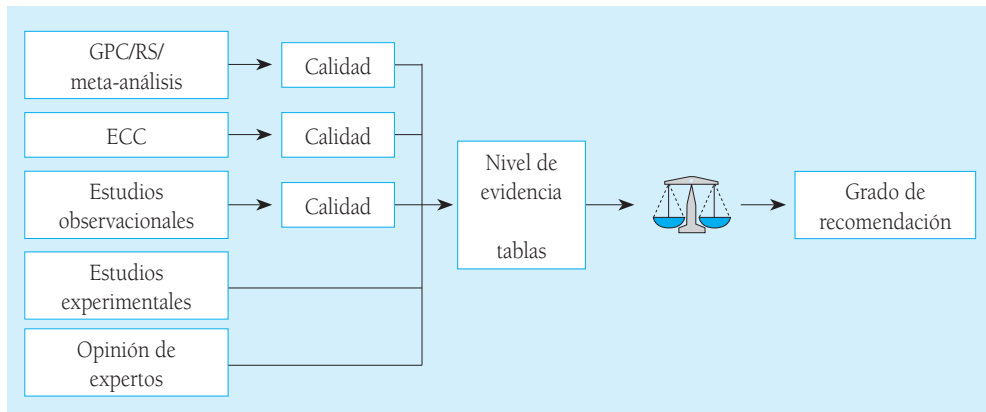 GPC/RS/
meta-análisis
Calidad
ECC
Calidad
Estudios
observacionales
Calidad
Estudios
experimentales
Opinión de
expertos
Nivel de
evidencia
tablas
Grado de
recomendación